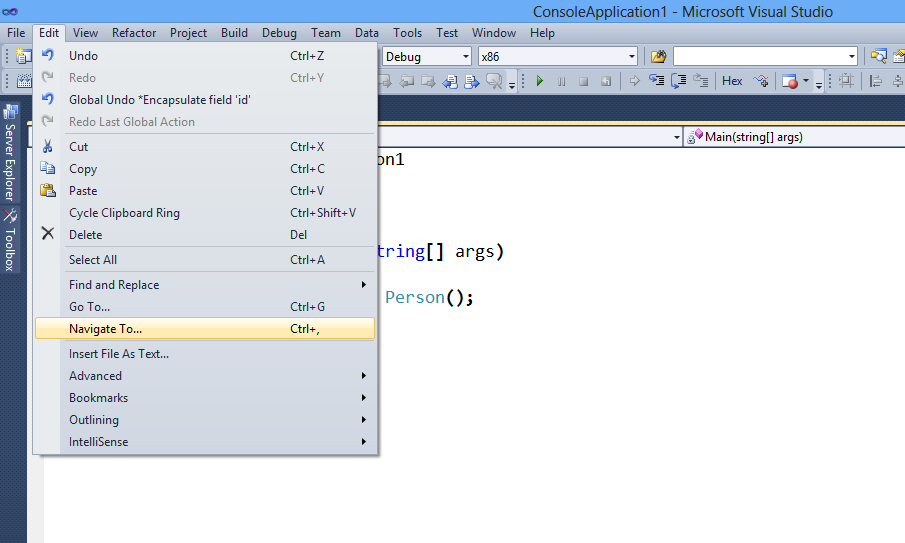 ConsoleApplication1 - Microsoft Visual Studio
File Edit View Refactor Project Build Debug Team Data Tools Test Window Help
Debug x86
Hex
Main(string[] args)
Server Explorer
Toolbox
Undo Ctrl+Z
Redo Ctrl+Y
Global Undo *Encapsulate field 'id'
Redo Last Global Action
Cut Ctrl+X
Copy Ctrl+C
Paste Ctrl+V
Cycle Clipboard Ring Ctrl+Shift+V
Delete Del
Select All Ctrl+A
Find and Replace
Go To... Ctrl+G
Navigate To... Ctrl+,
Insert File As Text...
Advanced
Bookmarks
Outlining
IntelliSense
on1
tring[] args)
Person();